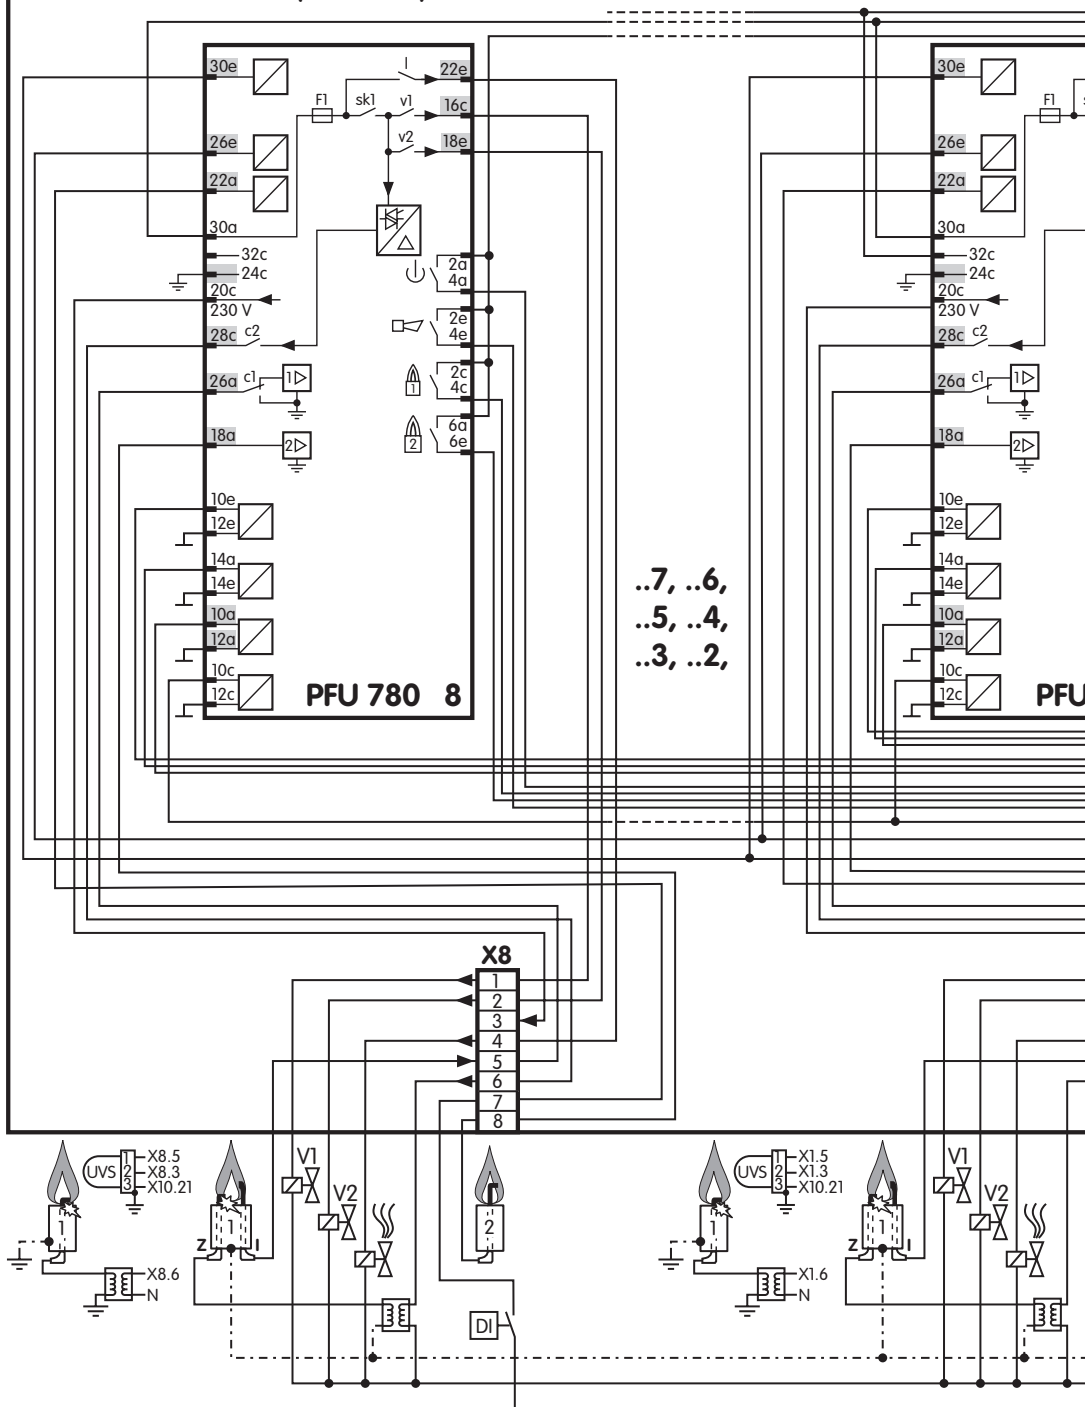 30e
26e
22a
30a
32c
24c
20c
230 V
28c
c2
26a
c1
1
18a
2
10e
12e
14a
14e
10a
12a
10c
12c
F1
sk1
I
v1
v2
22e
16c
18e
2a
4a
2e
4e
1
2c
4c
2
6a
6e
PFU 780 8
..7, ..6,
..5, ..4,
..3, ..2,
30e
26e
22a
30a
32c
24c
20c
230 V
28c
c2
26a
c1
1
18a
2
10e
12e
14a
14e
10a
12a
10c
12c
F1
PFU
X8
1
2
3
4
5
6
7
8
UVS
1
2
3
X8.5
X8.3
X10.21
1
X8.6
N
1
Z
I
V1
V2
2
DI
UVS
1
2
3
X1.5
X1.3
X10.21
1
X1.6
N
1
Z
I
V1
V2